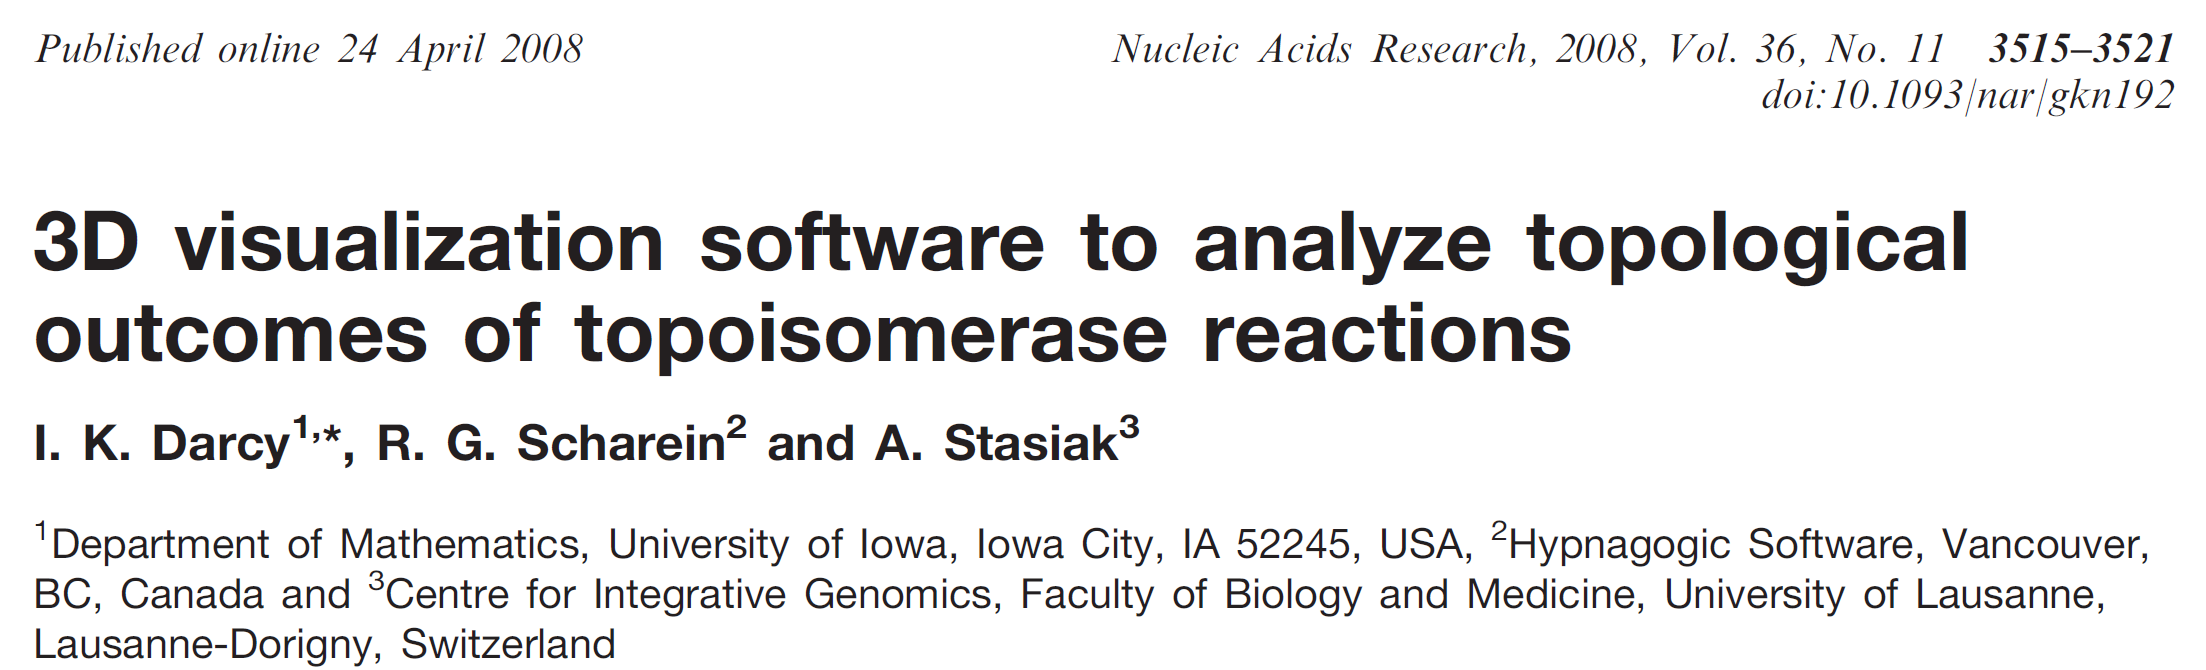 Published online 24 April 2008
Nucleic Acids Research, 2008, Vol. 36, No. 11 3515–3521
doi:10.1093/nar/gkn192
3D visualization software to analyze topological
outcomes of topoisomerase reactions
I. K. Darcy1,*, R. G. Scharein2 and A. Stasiak3
1Department of Mathematics, University of Iowa, Iowa City, IA 52245, USA, 2Hypnagogic Software, Vancouver,
BC, Canada and 3Centre for Integrative Genomics, Faculty of Biology and Medicine, University of Lausanne,
Lausanne-Dorigny, Switzerland